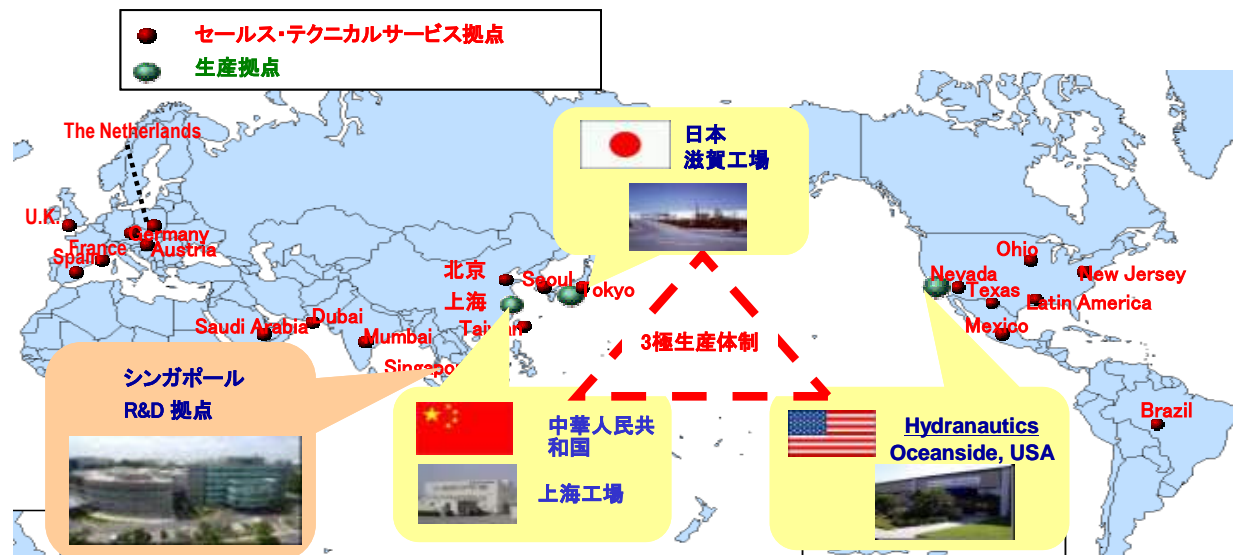 セールス・テクニカルサービス拠点
生産拠点
The Netherlands
日本
滋賀工場
U.K.
Germany
France
Austria
Spain
北京
Seoul
Tokyo
上海
Ohio
Nevada
New Jersey
Texas
Latin America
Saudi Arabia
Dubai
Mumbai
Taiwan
Mexico
3極生産体制
Singapor
シンガポール
R&D 拠点
中華人民共
和国
上海工場
Hydranautics
Oceanside, USA
Brazil